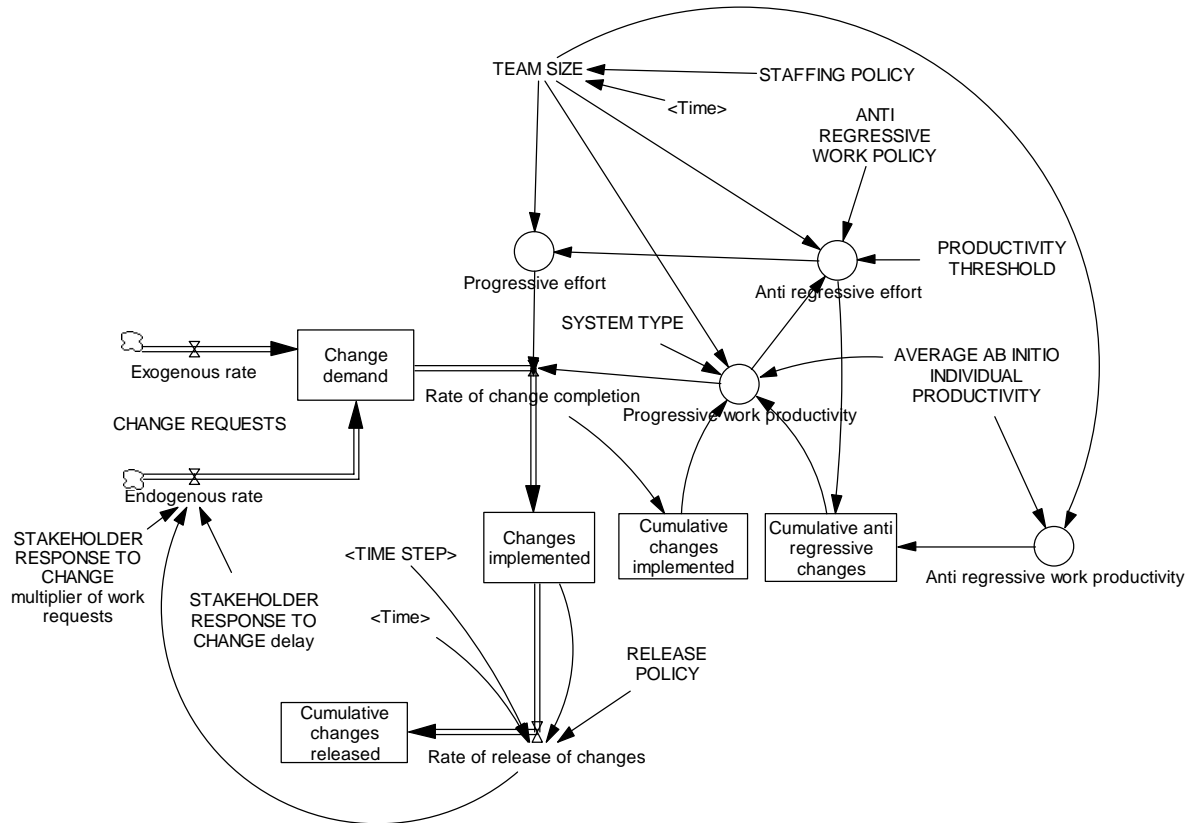 TEAM SIZE
STAFFING POLICY
<Time>
ANTI
REGRESSIVE
WORK POLICY
PRODUCTIVITY
THRESHOLD
Progressive effort
Anti regressive effort
SYSTEM TYPE
Exogenous rate
Change
demand
Rate of change completion
Progressive work productivity
AVERAGE AB INITIO
INDIVIDUAL
PRODUCTIVITY
CHANGE REQUESTS
Endogenous rate
STAKEHOLDER
RESPONSE TO
CHANGE
multiplier of work
requests
STAKEHOLDER
RESPONSE TO
CHANGE delay
<TIME STEP>
<Time>
Changes
implemented
Cumulative
changes
implemented
Cumulative anti
regressive
changes
Anti regressive work productivity
RELEASE
POLICY
Cumulative
changes
released
Rate of release of changes